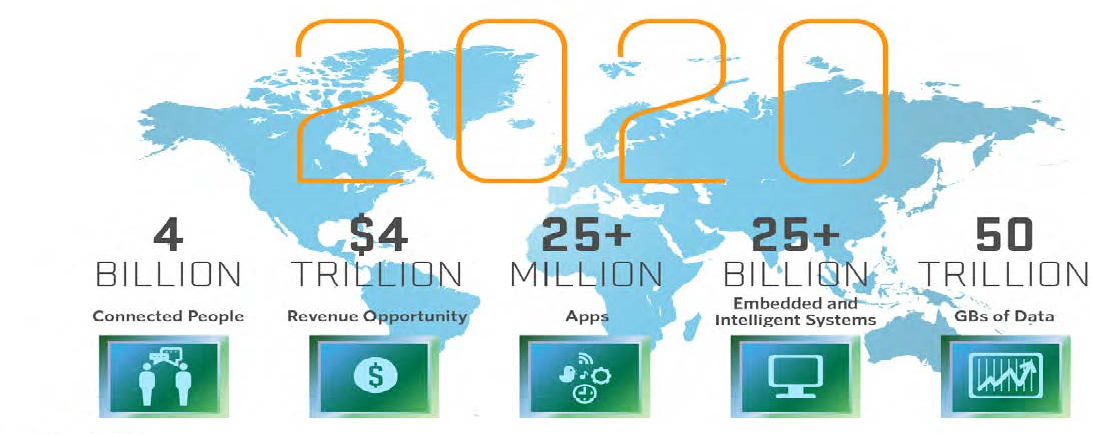 2020
4
BILLION
Connected People
$4
TRILLION
Revenue Opportunity
25+
MILLION
Apps
25+
BILLION
Embedded and
Intelligent Systems
50
TRILLION
GBs of Data
$